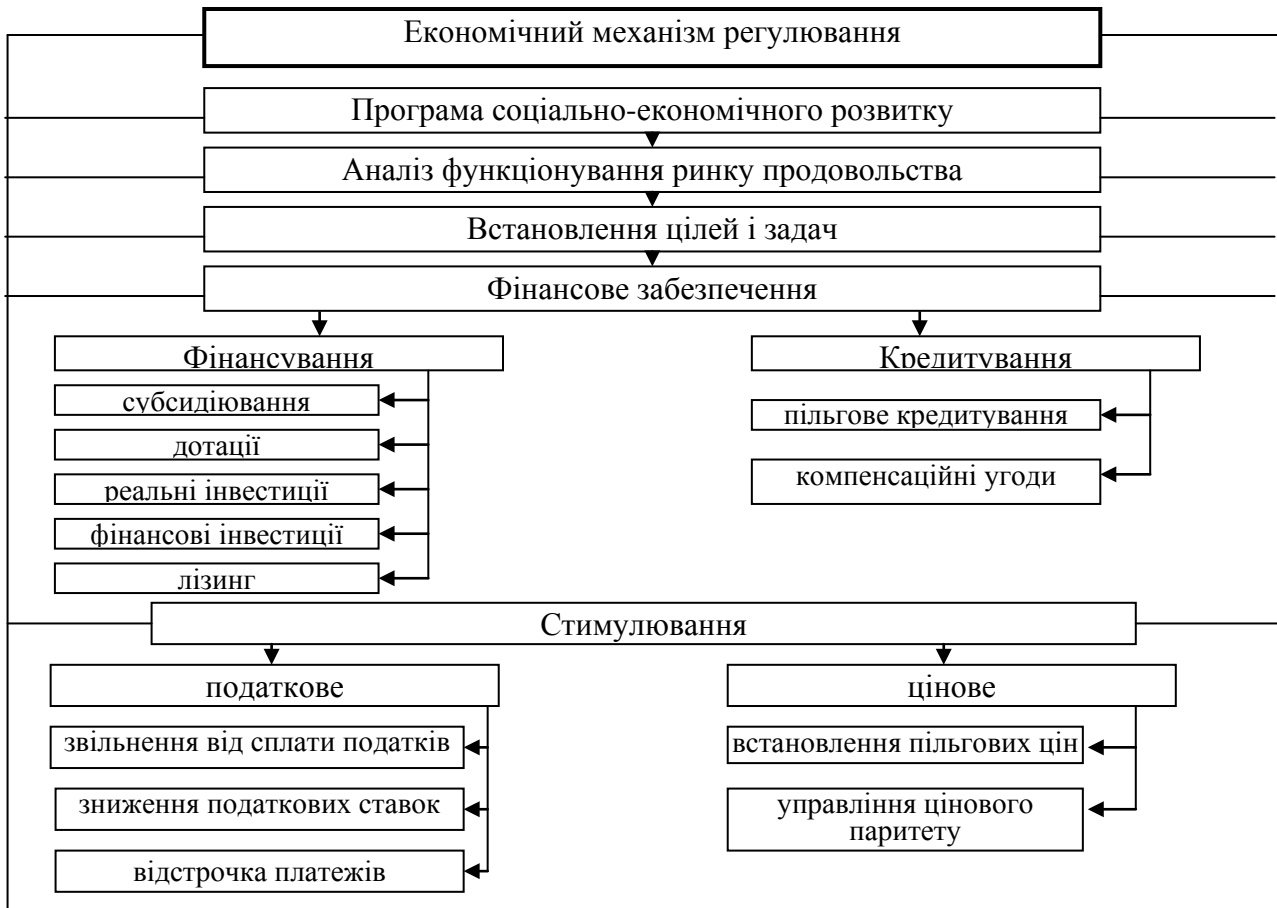 Економічний механізм регулювання
Програма соціально-економічного розвитку
Аналіз функціонування ринку продовольства
Встановлення цілей і задач
Фінансове забезпечення
Фінансування
Кредитування
субсидіювання
дотації
реальні інвестиції
фінансові інвестиції
лізинг
пільгове кредитування
компенсаційні угоди
Стимулювання
податкове
цінове
звільнення від сплати податків
зниження податкових ставок
відстрочка платежів
встановлення пільгових цін
управління цінового
паритету